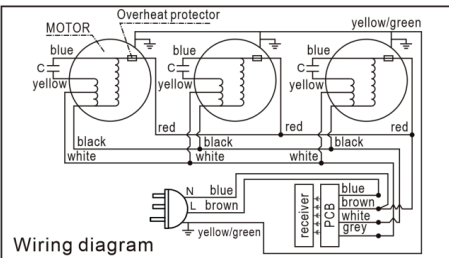 Overheat protector
MOTOR
yellow/green
blue
blue
blue
C
C
C
yellow
yellow
yellow
red
red
red
black
black
black
white
white
white
N blue
L brown
yellow/green
receiver
PCB
blue
brown
white
grey
Wiring diagram